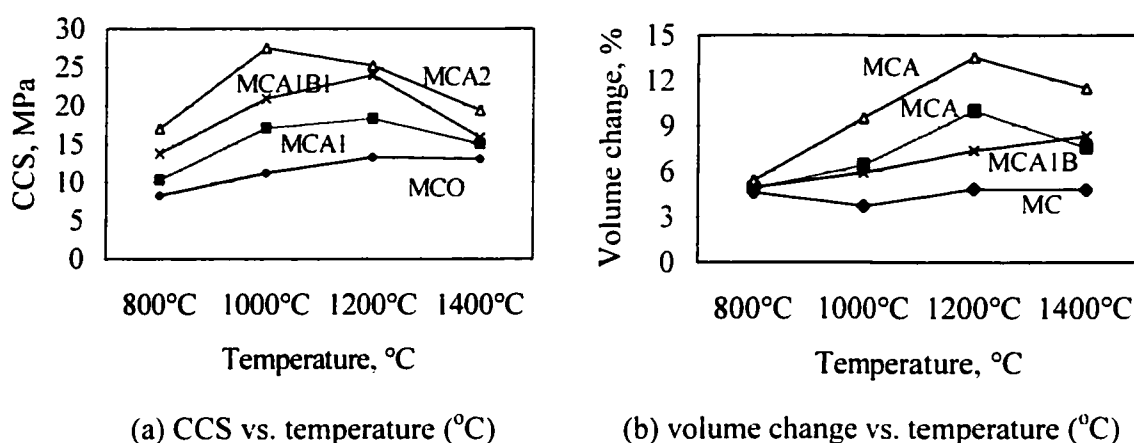 30
25
20
15
10
5
0
CCS, MPa
MCA1B1
MCA2
MCA1
MCO
800°C 1000°C 1200°C 1400°C
Temperature, °C
(a) CCS vs. temperature (°C)
15
12
9
6
3
0
Volume change, %
MCA
MCA
MCA1B
MC
800°C 1000°C 1200°C 1400°C
Temperature, °C
(b) volume change vs. temperature (°C)